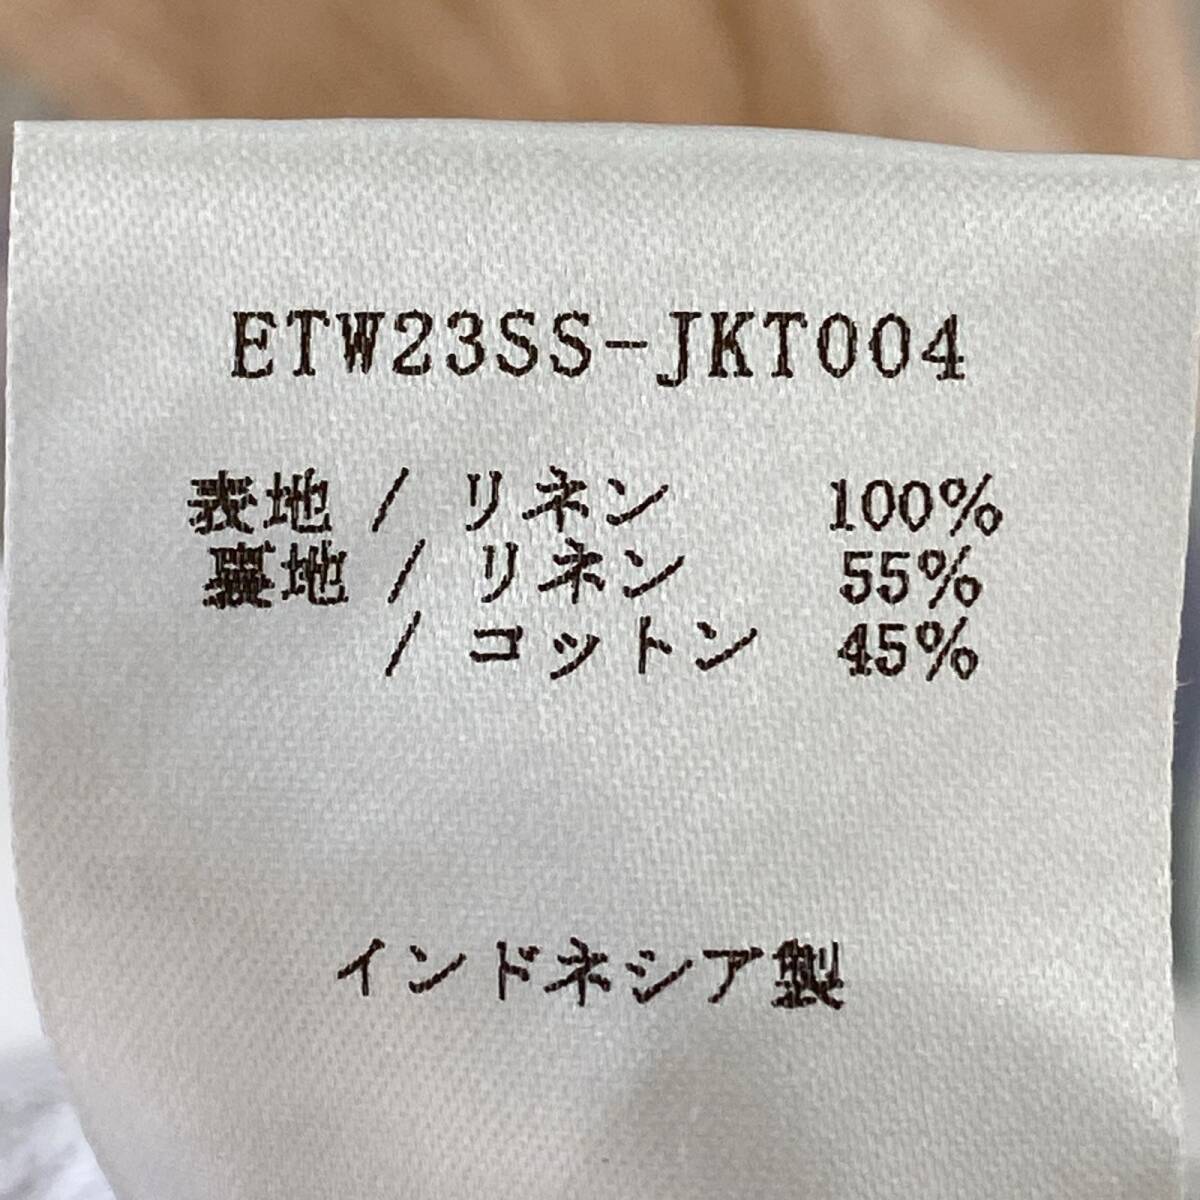 ETW23SS-JKT004
表地 / リネン 100%
裏地 / リネン 55%
/ コットン 45%
インドネシア製